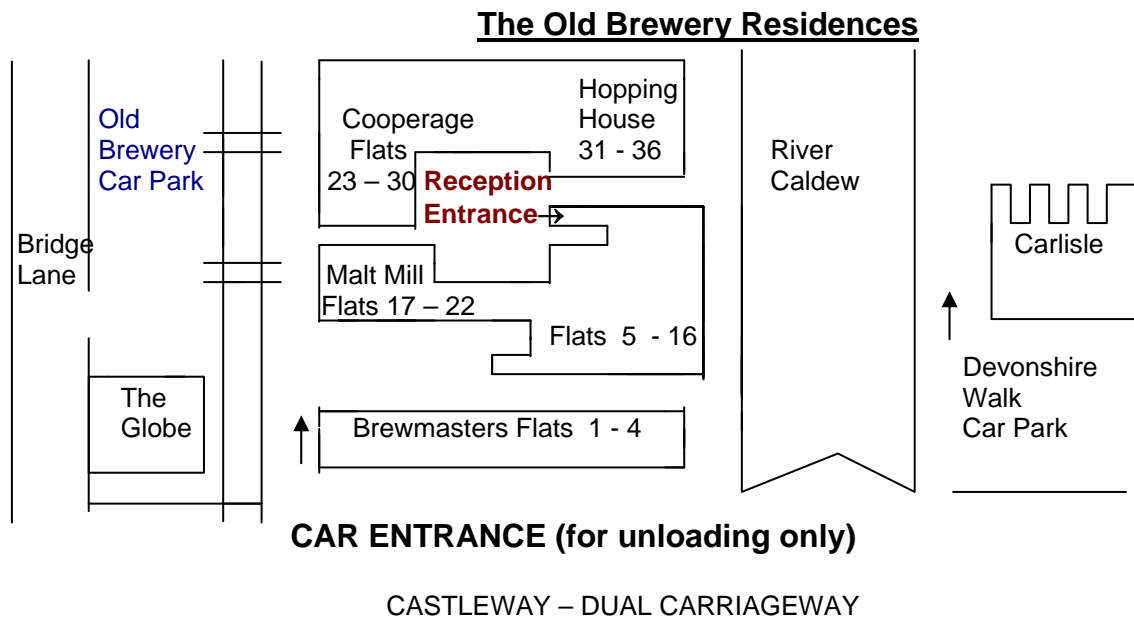 The Old Brewery Residences
Old
Brewery
Car Park
Cooperage
Flats
23 – 30
Hopping
House
31 - 36
Reception
Entrance
River
Caldew
Bridge
Lane
Malt Mill
Flats 17 – 22
Flats 5 - 16
Carlisle
The
Globe
Brewmasters Flats 1 - 4
Devonshire
Walk
Car Park
CAR ENTRANCE (for unloading only)
CASTLEWAY – DUAL CARRIAGEWAY